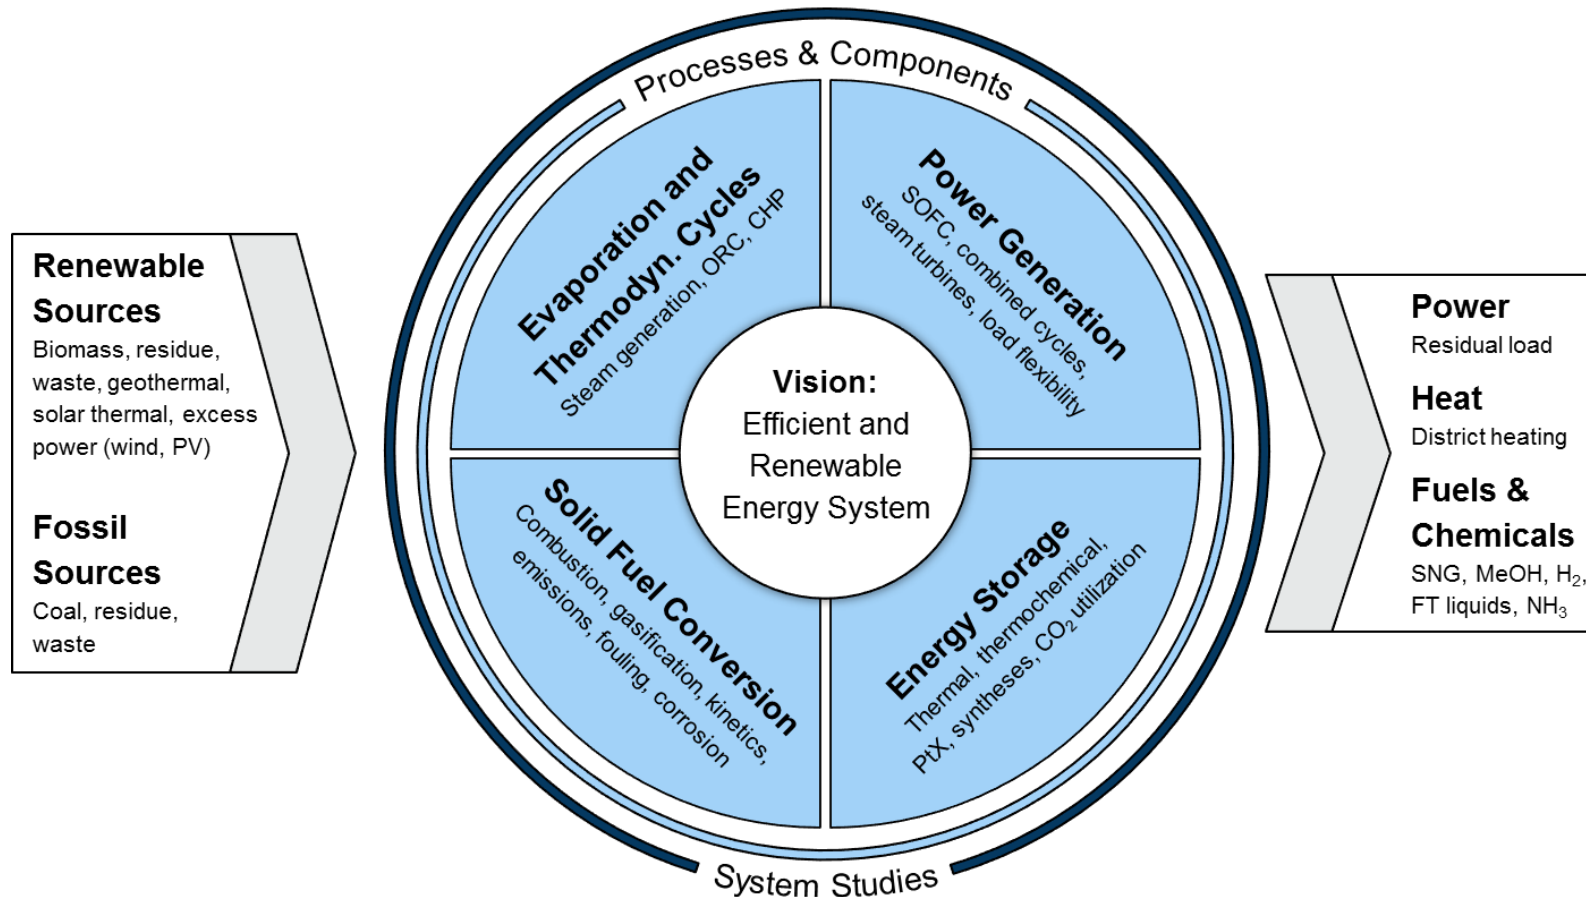 Processes & Components
Renewable
Sources
Biomass, residue,
waste, geothermal,
solar thermal, excess
power (wind, PV)
Fossil
Sources
Coal, residue,
waste
Evaporation and
Thermodyn. Cycles
Steam generation, ORC, CHP
Power Generation
SOFC, combined cycles,
steam turbines, load flexibility
Vision:
Efficient and
Renewable
Energy System
Solid Fuel Conversion
Combustion, gasification, kinetics,
emissions, fouling, corrosion
Energy Storage
Thermal, thermochemical,
PtX, syntheses, CO₂ utilization
System Studies
Power
Residual load
Heat
District heating
Fuels &
Chemicals
SNG, MeOH, H₂,
FT liquids, NH₃